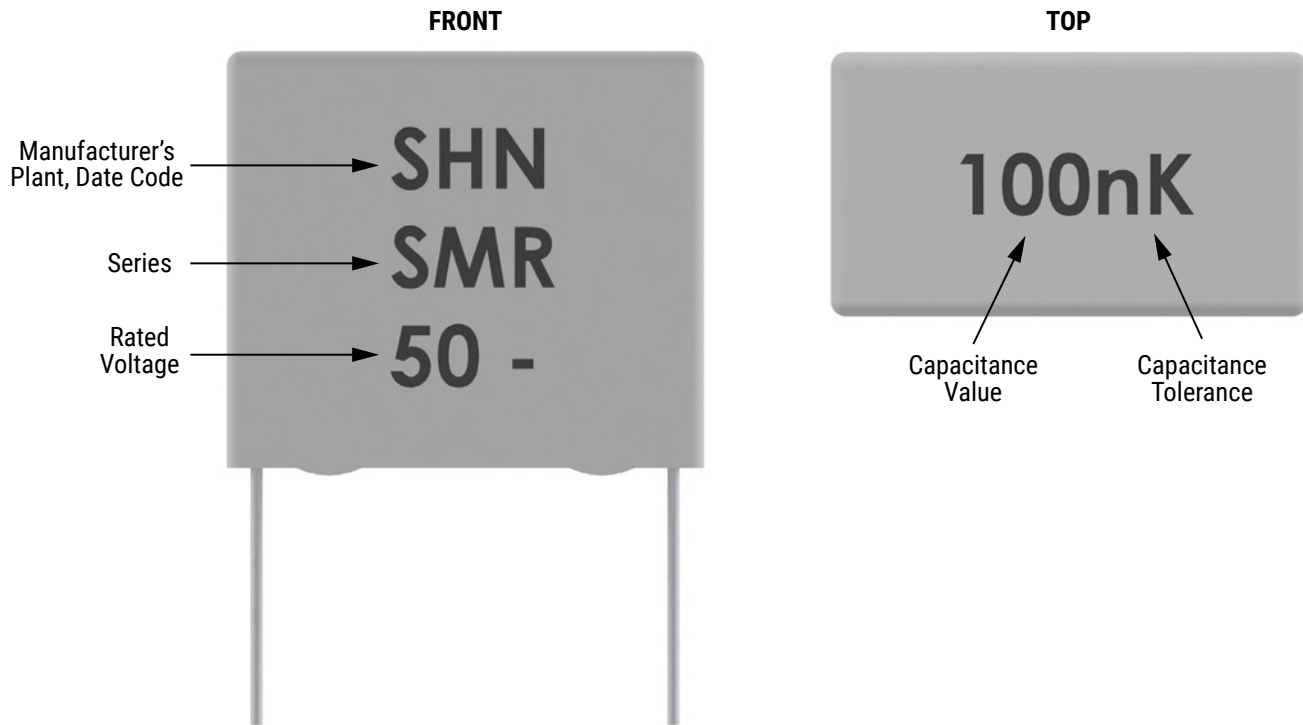 FRONT
TOP
Manufacturer's
Plant, Date Code
SHN
Series
SMR
Rated
Voltage
50 -
100nK
Capacitance
Value
Capacitance
Tolerance